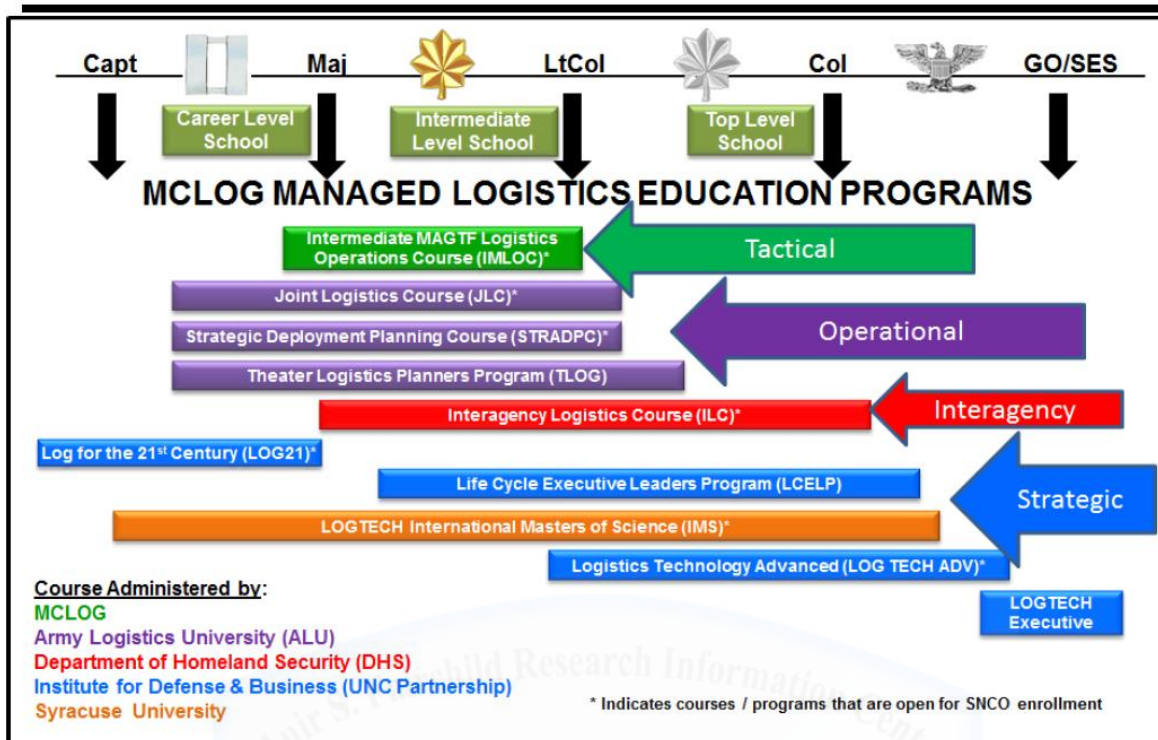 Capt Maj LtCol Col GO/SES
Career Level
School
Intermediate
Level School
Top Level
School
MCLOG MANAGED LOGISTICS EDUCATION PROGRAMS
Intermediate MAGTF Logistics
Operations Course (IMLOC)*
Tactical
Joint Logistics Course (JLC)*
Strategic Deployment Planning Course (STRADPC)*
Operational
Theater Logistics Planners Program (TLOG)
Interagency Logistics Course (ILC)*
Interagency
Log for the 21st Century (LOG21)*
Life Cycle Executive Leaders Program (LCELP)
Strategic
LOGTECH International Masters of Science (IMS)*
Logistics Technology Advanced (LOG TECH ADV)*
LOGTECH
Executive
Course Administered by:
MCLOG
Army Logistics University (ALU)
Department of Homeland Security (DHS)
Institute for Defense & Business (UNC Partnership)
Syracuse University
* Indicates courses / programs that are open for SNCO enrollment
Research Information